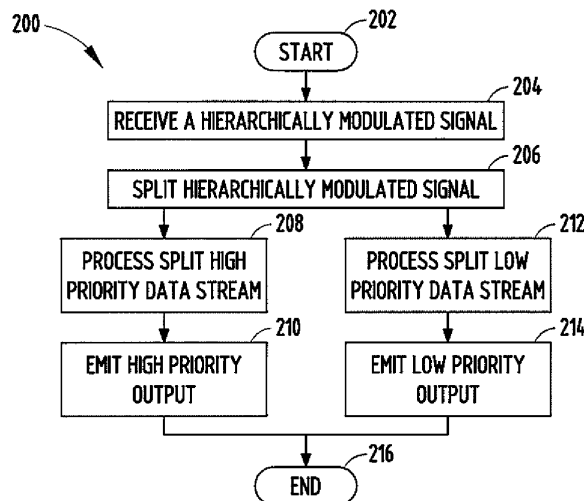 200
202
START
204
RECEIVE A HIERARCHICALLY MODULATED SIGNAL
206
SPLIT HIERARCHICALLY MODULATED SIGNAL
208
PROCESS SPLIT HIGH
PRIORITY DATA STREAM
212
PROCESS SPLIT LOW
PRIORITY DATA STREAM
210
EMIT HIGH PRIORITY
OUTPUT
214
EMIT LOW PRIORITY
OUTPUT
216
END